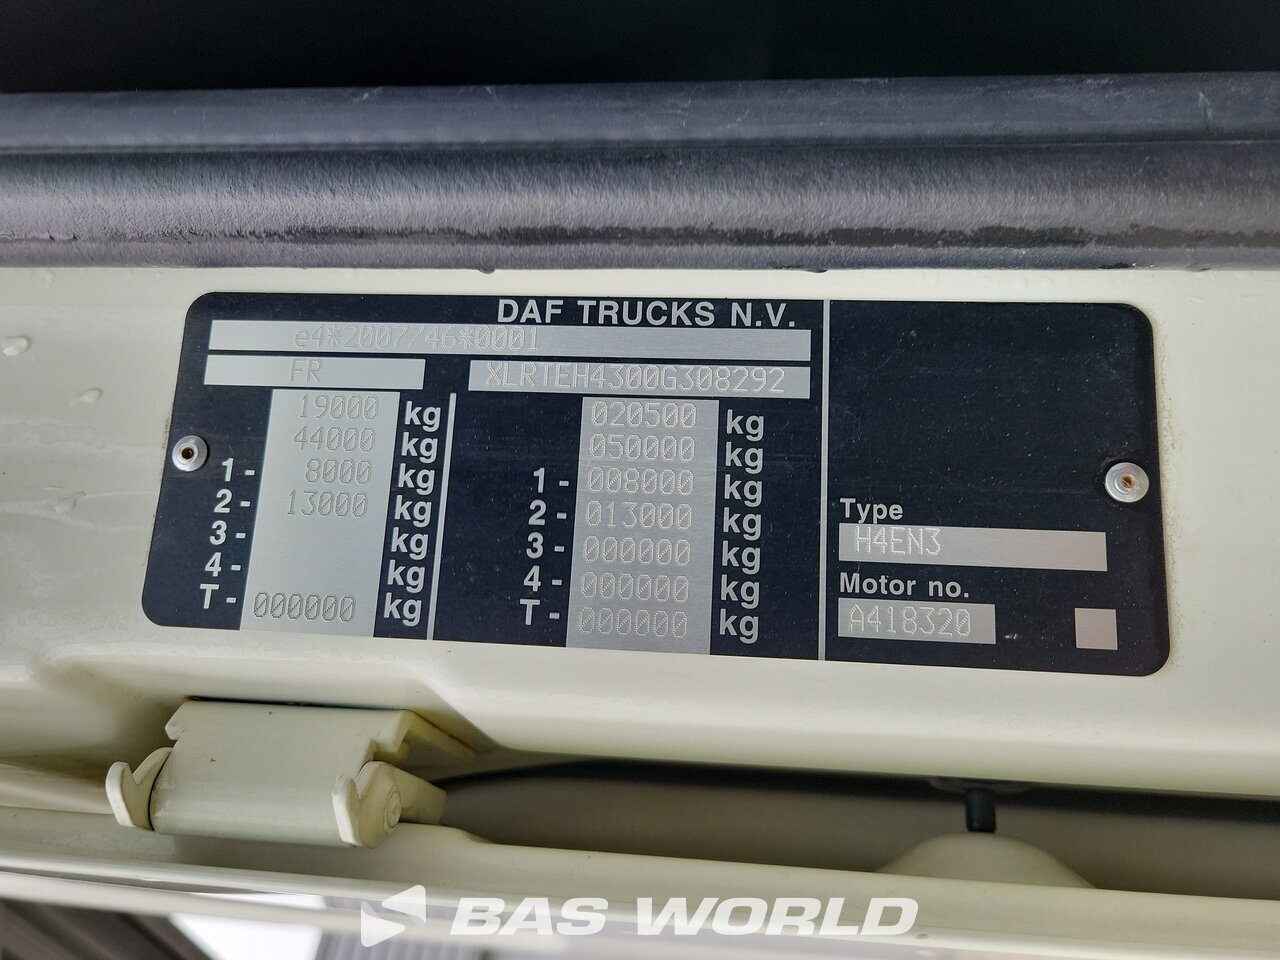 DAF TRUCKS N.V.
e4*2007/46*0001
FR XLRTEH4300G308292
19000 kg 020500 kg
44000 kg 050000 kg
1- 8000 kg 1- 008000 kg
2- 13000 kg 2- 013000 kg
3- kg 3- 000000 kg
4- kg 4- 000000 kg
T- 000000 kg T- 000000 kg
Type
H4EN3
Motor no.
A418320
BAS WORLD